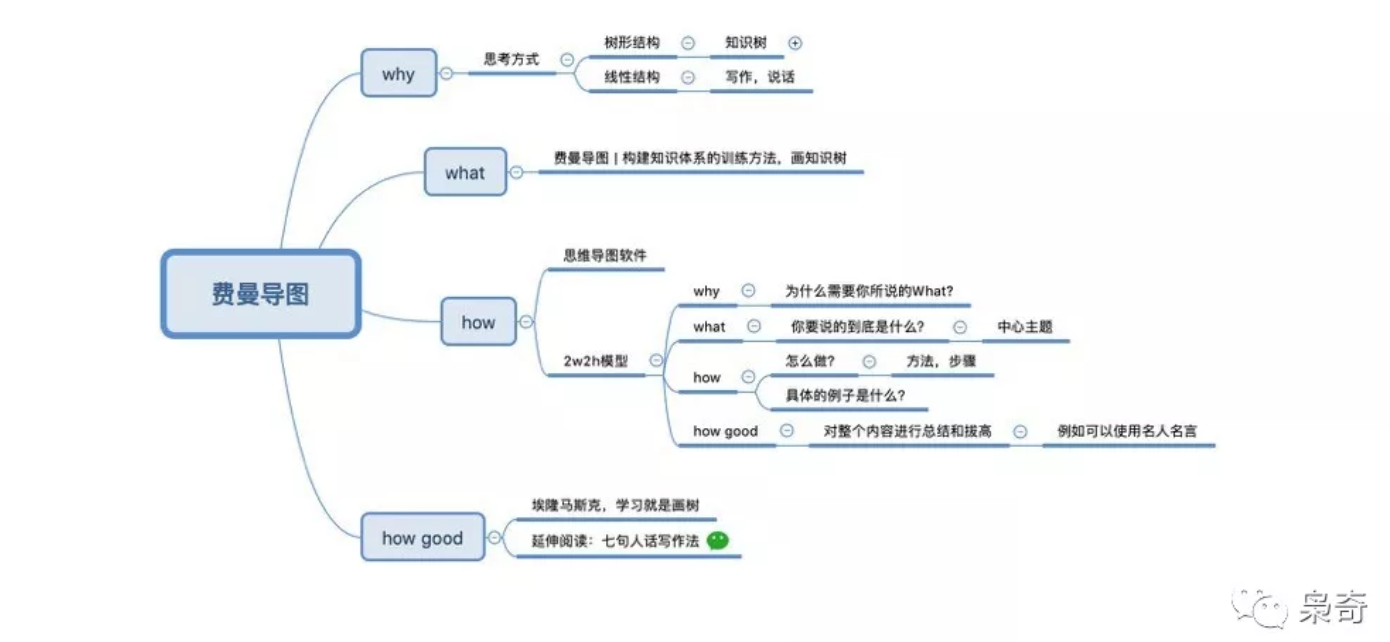 费曼导图
why
思考方式
树形结构
知识树
线性结构
写作，说话
what
费曼导图 | 构建知识体系的训练方法，画知识树
how
思维导图软件
2w2h模型
why
为什么需要你所说的What?
what
你要说的到底是什么?
中心主题
how
怎么做?
方法，步骤
具体的例子是什么?
how good
对整个内容进行总结和拔高
例如可以使用名人名言
how good
埃隆马斯克，学习就是画树
延伸阅读：七句人话写作法
枭奇